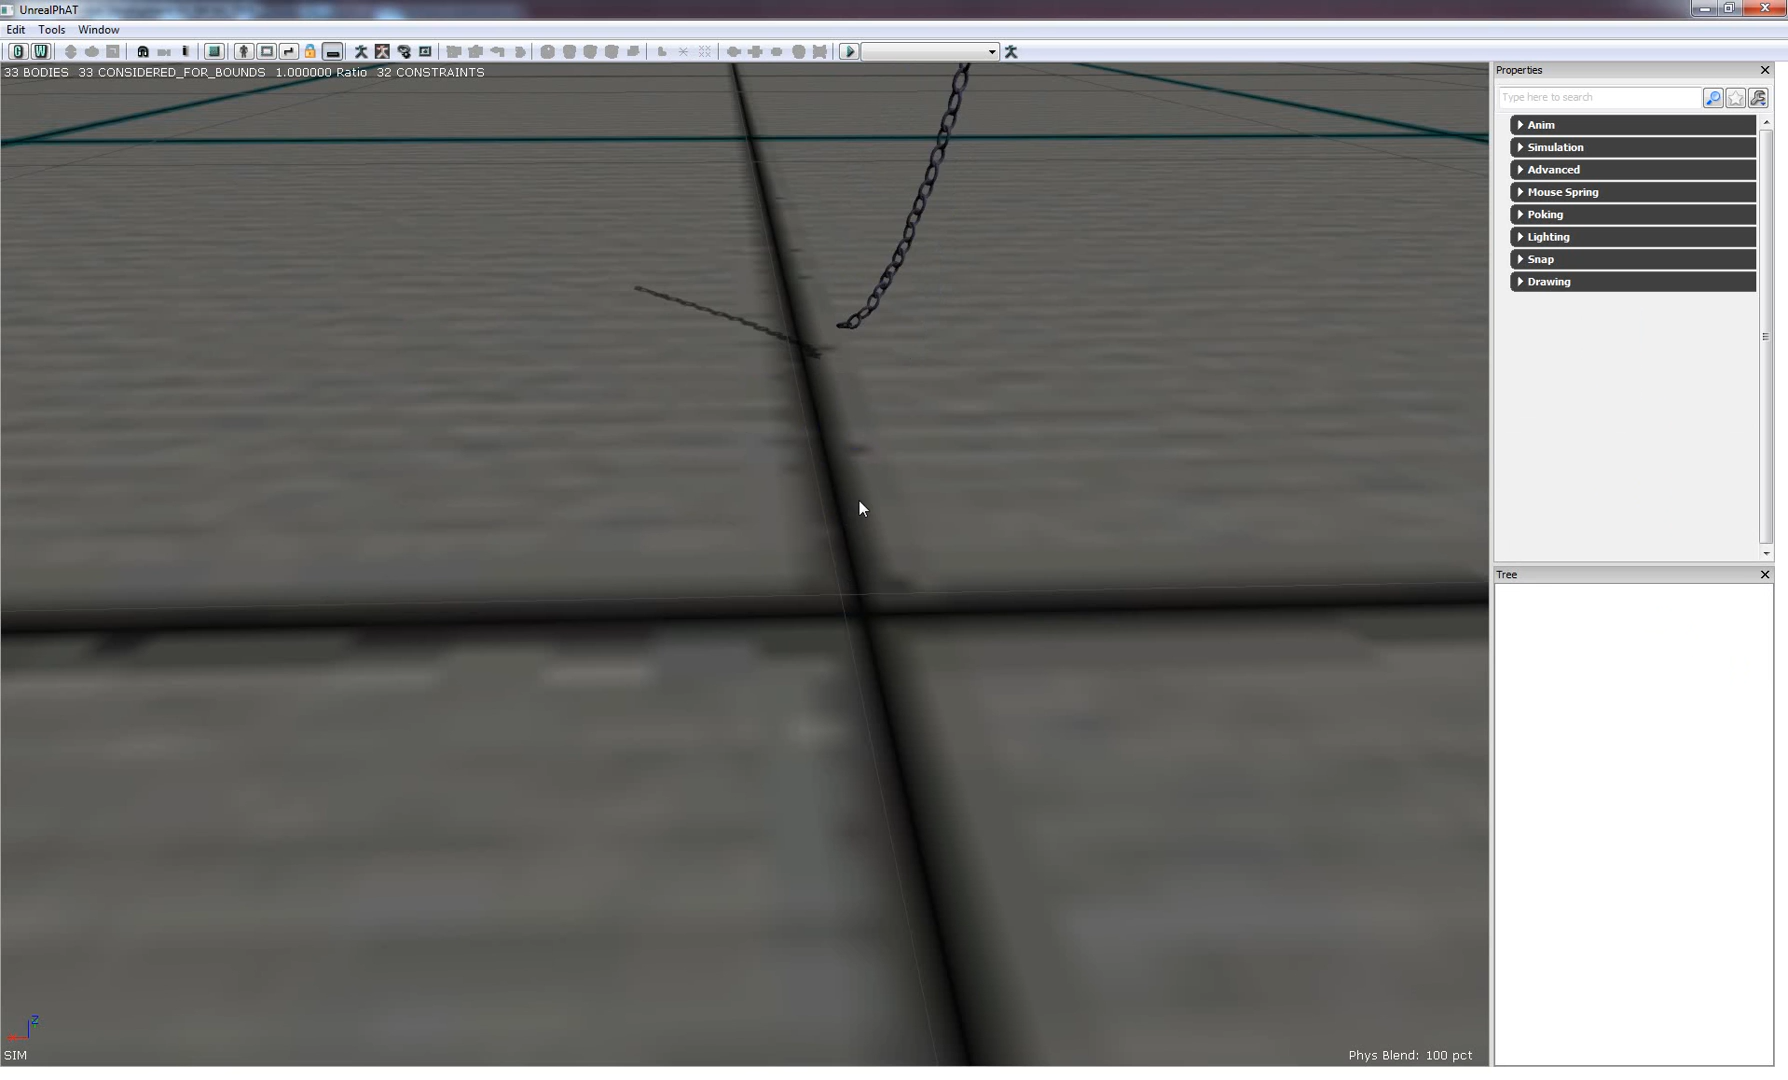 UnrealPhAT
Edit Tools Window
G W
33 BODIES 33 CONSIDERED_FOR_BOUNDS 1.000000 Ratio 32 CONSTRAINTS
Properties
Type here to search
Anim
Simulation
Advanced
Mouse Spring
Poking
Lighting
Snap
Drawing
Tree
Z
SIM
Phys Blend: 100 pct